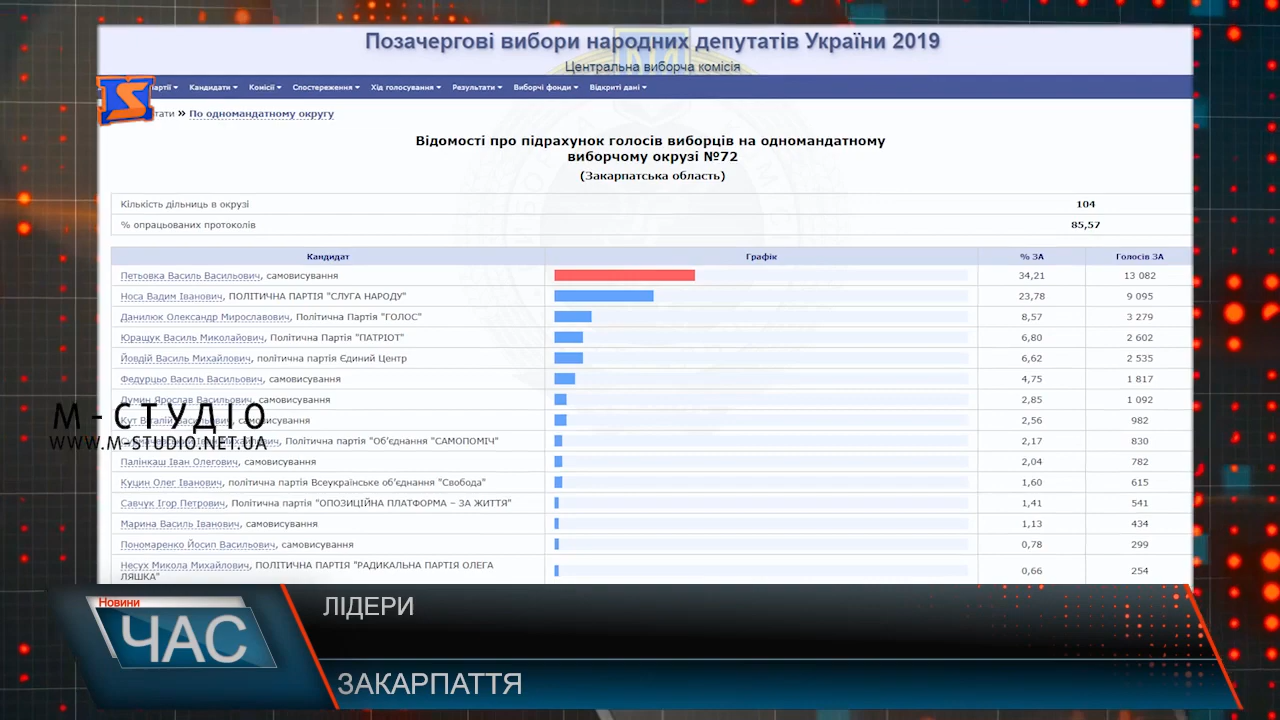 Позачергові вибори народних депутатів України 2019
Центральна виборча комісія
Кандидати Комісії Спостереження Хід голосування Результати Виборчі фонди Відкриті дані
» По одномандатному округу
Відомості про підрахунок голосів виборців на одномандатному
виборчому окрузі №72
(Закарпатська область)
Кількість дільниць в окрузі 104
% опрацьованих протоколів 85,57
Кандидат Графік % ЗА Голосів ЗА
Петьовка Василь Васильович, самовисування 34,21 13 082
Носа Вадим Іванович, ПОЛІТИЧНА ПАРТІЯ "СЛУГА НАРОДУ" 23,78 9 095
Данилюк Олександр Мирославович, Політична Партія "ГОЛОС" 8,57 3 279
Юращук Василь Миколайович, Політична Партія "ПАТРІОТ" 6,80 2 602
Йовдій Василь Михайлович, політична партія Єдиний Центр 6,62 2 535
Федурцьо Василь Васильович, самовисування 4,75 1 817
Думин Ярослав Васильович, самовисування 2,85 1 092
Кут Віталій Васильович, самовисування 2,56 982
Політична партія "Об'єднання "САМОПОМІЧ" 2,17 830
Палінкаш Іван Олегович, самовисування 2,04 782
Куцин Олег Іванович, політична партія Всеукраїнське об'єднання "Свобода" 1,60 615
Савчук Ігор Петрович, Політична партія "ОПОЗИЦІЙНА ПЛАТФОРМА – ЗА ЖИТТЯ" 1,41 541
Марина Василь Іванович, самовисування 1,13 434
Пономаренко Йосип Васильович, самовисування 0,78 299
Несух Микола Михайлович, ПОЛІТИЧНА ПАРТІЯ "РАДИКАЛЬНА ПАРТІЯ ОЛЕГА
ЛЯШКА" 0,66 254
М-СТУДІО
WWW.M-STUDIO.NET.UA
Новини
ЧАС
ЛІДЕРИ
ЗАКАРПАТТЯ